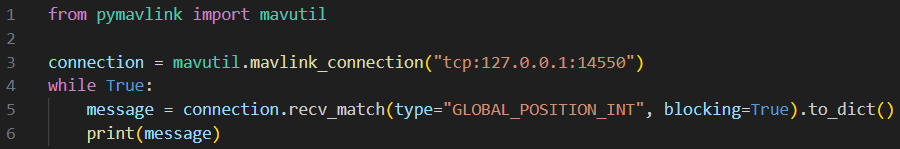 1 from pymavlink import mavutil
2
3 connection = mavutil.mavlink_connection("tcp:127.0.0.1:14550")
4 while True:
5     message = connection.recv_match(type="GLOBAL_POSITION_INT", blocking=True).to_dict()
6     print(message)